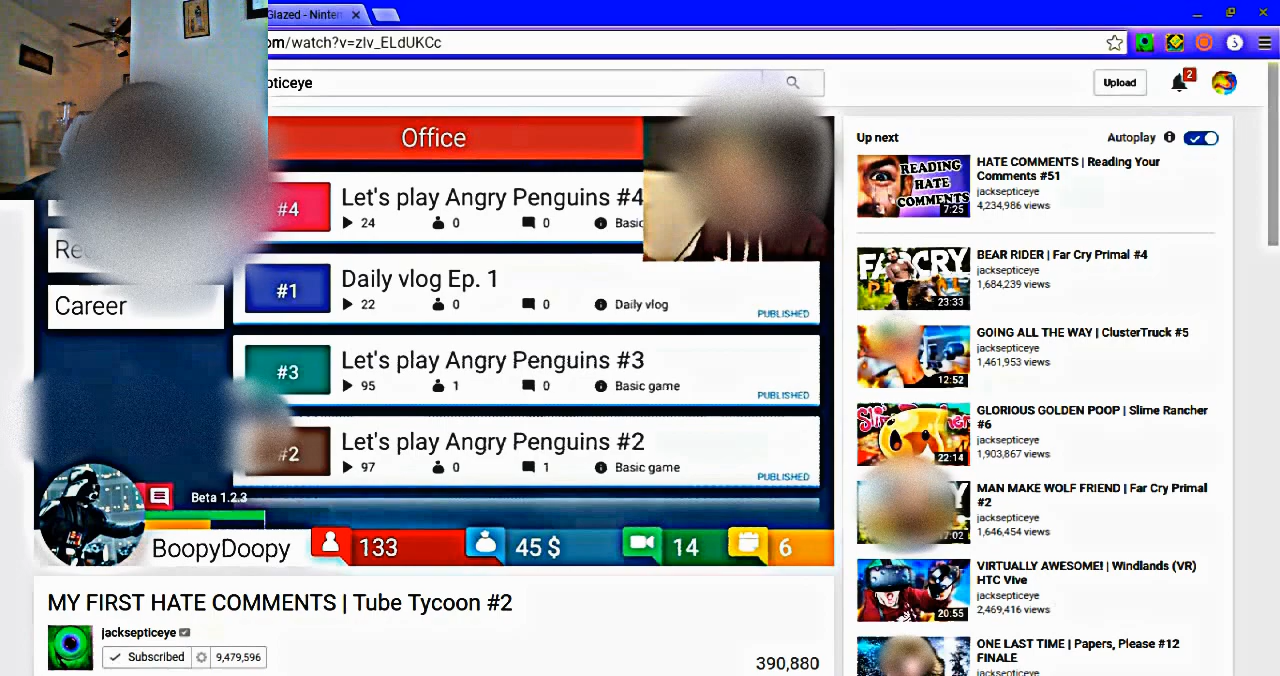 Glazed - Ninten
om/watch?v=zlv_ELdUKCc
pticeye
Upload
2
Office
#4
Let's play Angry Penguins #4
24 0 0 Basic
Career
#1
Daily vlog Ep. 1
22 0 0 Daily vlog
PUBLISHED
#3
Let's play Angry Penguins #3
95 1 0 Basic game
PUBLISHED
#2
Let's play Angry Penguins #2
97 0 1 Basic game
PUBLISHED
Beta 1.2.3
BoopyDoopy
133 45 $ 14 6
MY FIRST HATE COMMENTS | Tube Tycoon #2
jacksepticeye
Subscribed 9,479,596
390,880
Up next
Autoplay
READING
HATE
COMMENTS
7:25
HATE COMMENTS | Reading Your
Comments #51
jacksepticeye
4,234,986 views
FARCRY
23:33
BEAR RIDER | Far Cry Primal #4
jacksepticeye
1,684,239 views
12:52
GOING ALL THE WAY | ClusterTruck #5
jacksepticeye
1,461,953 views
22:14
GLORIOUS GOLDEN POOP | Slime Rancher
#6
jacksepticeye
1,903,867 views
17:02
MAN MAKE WOLF FRIEND | Far Cry Primal
#2
jacksepticeye
1,646,454 views
20:55
VIRTUALLY AWESOME! | Windlands (VR)
HTC Vive
jacksepticeye
2,469,416 views
ONE LAST TIME | Papers, Please #12
FINALE
jacksepticeye